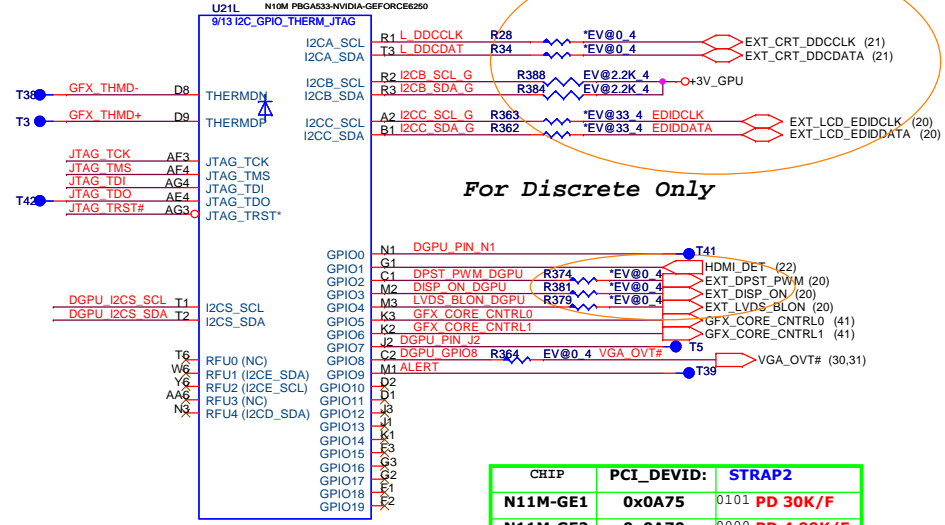 U21L N10M PBGA533-NVIDIA-GEFORCE6250
9/13 I2C_GPIO_THERM_JTAG
I2CA_SCL R1 L_DDCCLK R28 *EV@0_4 EXT_CRT_DDCCLK (21)
I2CA_SDA T3 L_DDCDAT R34 *EV@0_4 EXT_CRT_DDCDATA (21)
I2CB_SCL R2 I2CB_SCL_G R388 EV@2.2K_4 +3V_GPU
I2CB_SDA R3 I2CB_SDA_G R384 EV@2.2K_4
T38 GFX_THMD- D8 THERMDN
T3 GFX_THMD+ D9 THERMDP
I2CC_SCL A2 I2CC_SCL_G R363 *EV@33_4 EDIDCLK EXT_LCD_EDIDCLK (20)
I2CC_SDA B1 I2CC_SDA_G R362 *EV@33_4 EDIDDATA EXT_LCD_EDIDDATA (20)
JTAG_TCK AF3 JTAG_TCK
JTAG_TMS AF4 JTAG_TMS
JTAG_TDI AG4 JTAG_TDI
T42 JTAG_TDO AE4 JTAG_TDO
JTAG_TRST# AG3 JTAG_TRST*
For Discrete Only
GPIO0 N1 DGPU_PIN_N1 T41
GPIO1 G1 HDMI_DET (22)
GPIO2 C1 DPST_PWM_DGPU R374 *EV@0_4 EXT_DPST_PWM (20)
GPIO3 M2 DISP_ON_DGPU R381 *EV@0_4 EXT_DISP_ON (20)
GPIO4 M3 LVDS_BLON_DGPU R379 *EV@0_4 EXT_LVDS_BLON (20)
GPIO5 K3 GFX_CORE_CNTRL0 GFX_CORE_CNTRL0 (41)
GPIO6 K2 GFX_CORE_CNTRL1 GFX_CORE_CNTRL1 (41)
GPIO7 J2 DGPU_PIN_J2 T5
GPIO8 C2 DGPU_GPIO8 R364 EV@0_4 VGA_OVT# VGA_OVT# (30,31)
GPIO9 M1 ALERT T39
DGPU_I2CS_SCL T1 I2CS_SCL
DGPU_I2CS_SDA T2 I2CS_SDA
T6 RFU0 (NC)
W6 RFU1 (I2CE_SDA)
Y6 RFU2 (I2CE_SCL)
AA6 RFU3 (NC)
N3 RFU4 (I2CD_SDA)
GPIO10 D2
GPIO11 D1
GPIO12 J3
GPIO13 J1
GPIO14 K1
GPIO15 F3
GPIO16 G3
GPIO17 G2
GPIO18 F1
GPIO19 F2
CHIP PCI_DEVID: STRAP2
N11M-GE1 0x0A75 0101 PD 30K/F